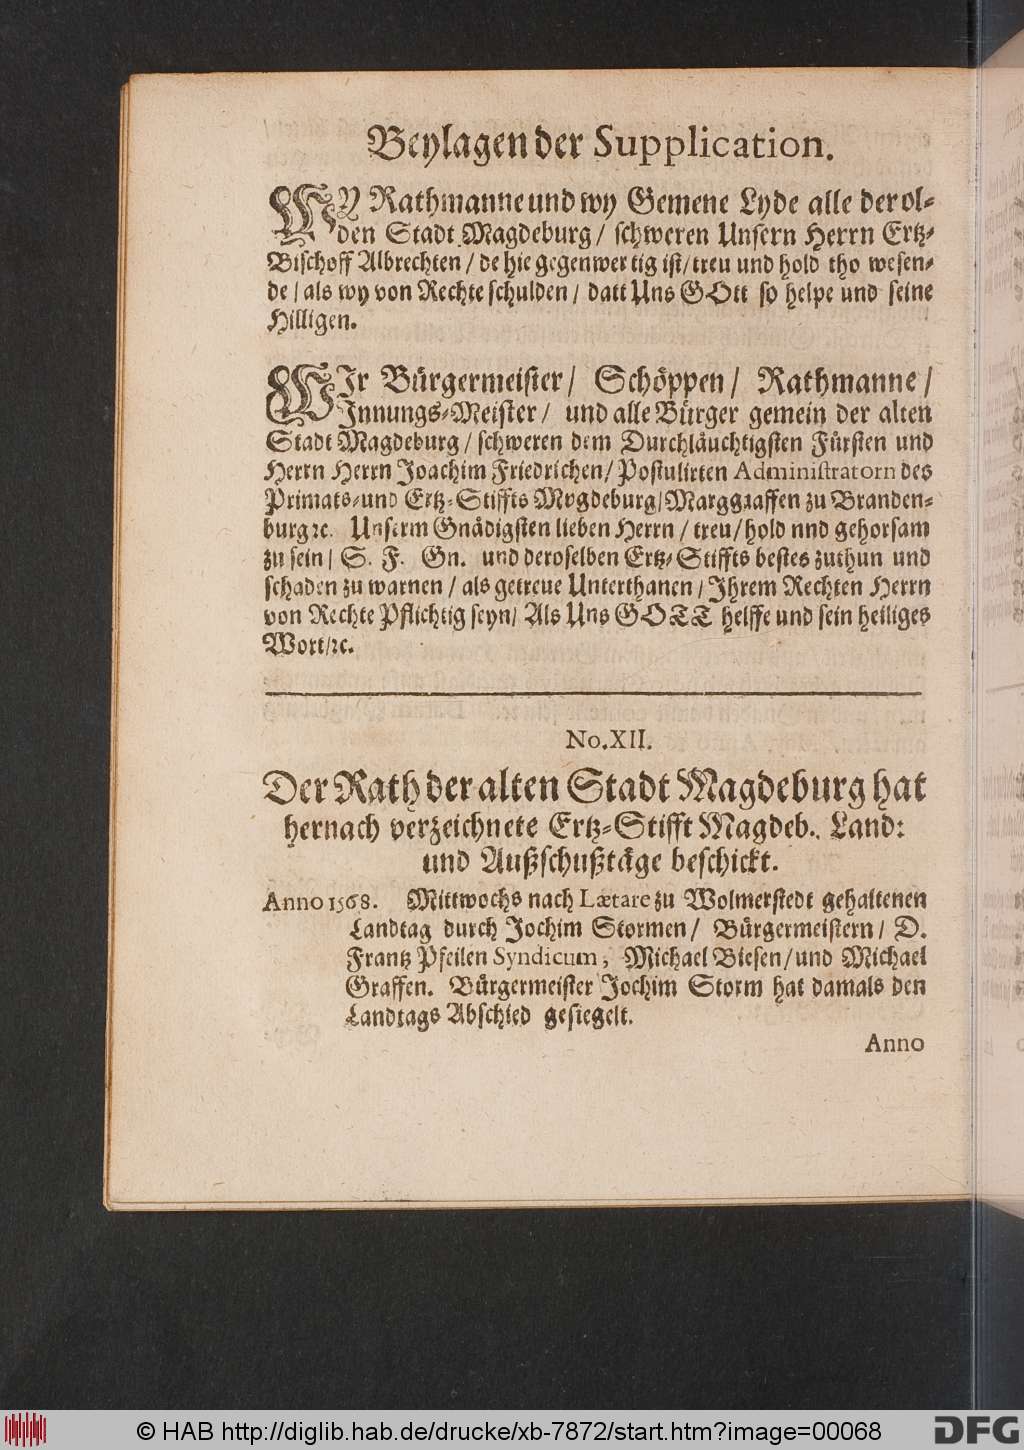 Beylagen der Supplication.
WY Rathmanne und wy Gemene Lyde alle der ol-
den Stadt Magdeburg / schweren Unsern Herrn Ertz-
Bischoff Albrechten / de hie gegenwertig ist / treu und hold tho wesen-
de / als wy von Rechte schulden / datt Uns GOtt so helpe und seine
Hilligen.
WIr Bürgermeister / Schöppen / Rathmanne /
Innungs-Meister / und alle Bürger gemein der alten
Stadt Magdeburg / schweren dem Durchläuchtigsten Fürsten und
Herrn Herrn Joachim Friedrichen / Postulirten Administratorn des
Primats- und Ertz-Stiffts Mogdeburg / Marggraffen zu Branden-
burg ꝛc. Unserm Gnädigsten lieben Herrn / treu / hold nnd gehorsam
zu sein / S. F. Gn. und deroselben Ertz-Stiffts bestes zuthun und
schaden zu warnen / als getreue Unterthanen / Ihrem Rechten Herrn
von Rechte Pflichtig seyn / Als Uns GOTT helffe und sein heiliges
Wort / ꝛc.
No. XII.
Der Rath der alten Stadt Magdeburg hat
hernach verzeichnete Ertz-Stifft Magdeb. Land:
und Außschußtäge beschickt.
Anno 1568. Mittwochs nach Lætare zu Wolmerstedt gehaltenen
Landtag durch Jochim Stormen / Bürgermeistern / D.
Frantz Pfeilen Syndicum, Michael Biesen / und Michael
Graffen. Bürgermeister Jochim Storm hat damals den
Landtags Abschied gesiegelt.
Anno
© HAB http://diglib.hab.de/drucke/xb-7872/start.htm?image=00068
DFG